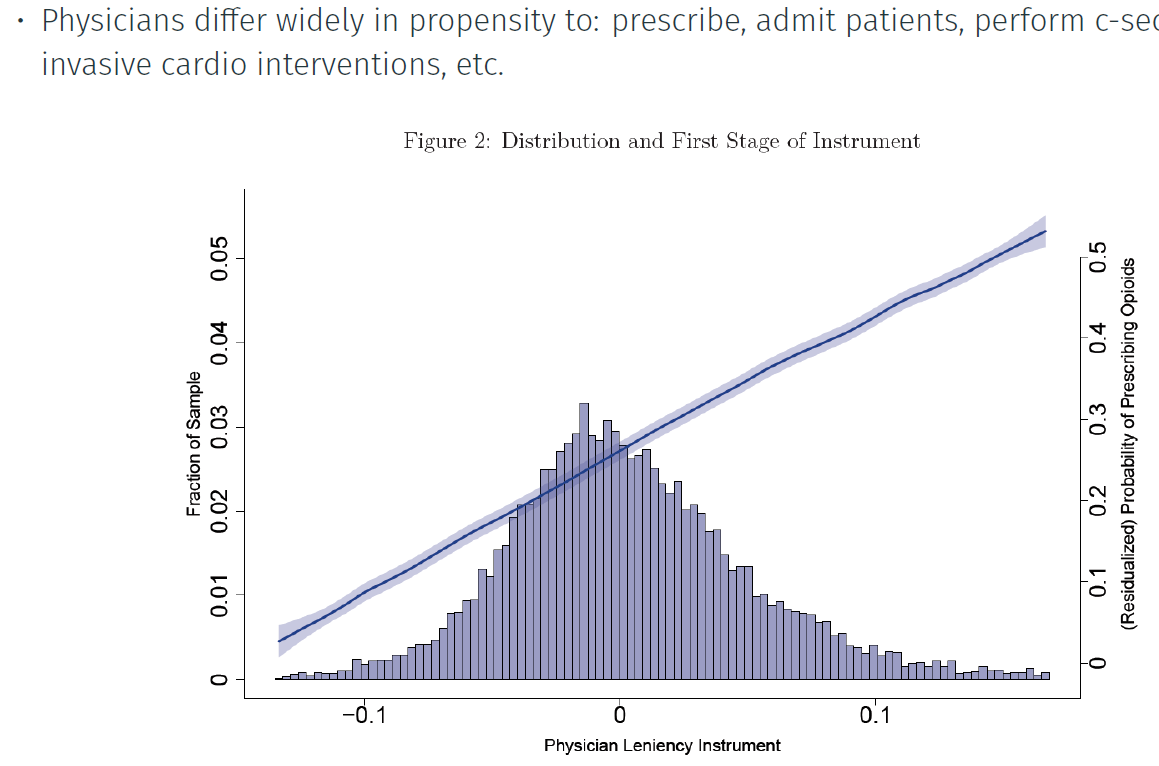 • Physicians differ widely in propensity to: prescribe, admit patients, perform c-sec
invasive cardio interventions, etc.
Figure 2: Distribution and First Stage of Instrument
Fraction of Sample
0.05
0.04
0.03
0.02
0.01
0
(Residualized) Probability of Prescribing Opioids
0.5
0.4
0.3
0.2
0.1
0
−0.1
0
0.1
Physician Leniency Instrument